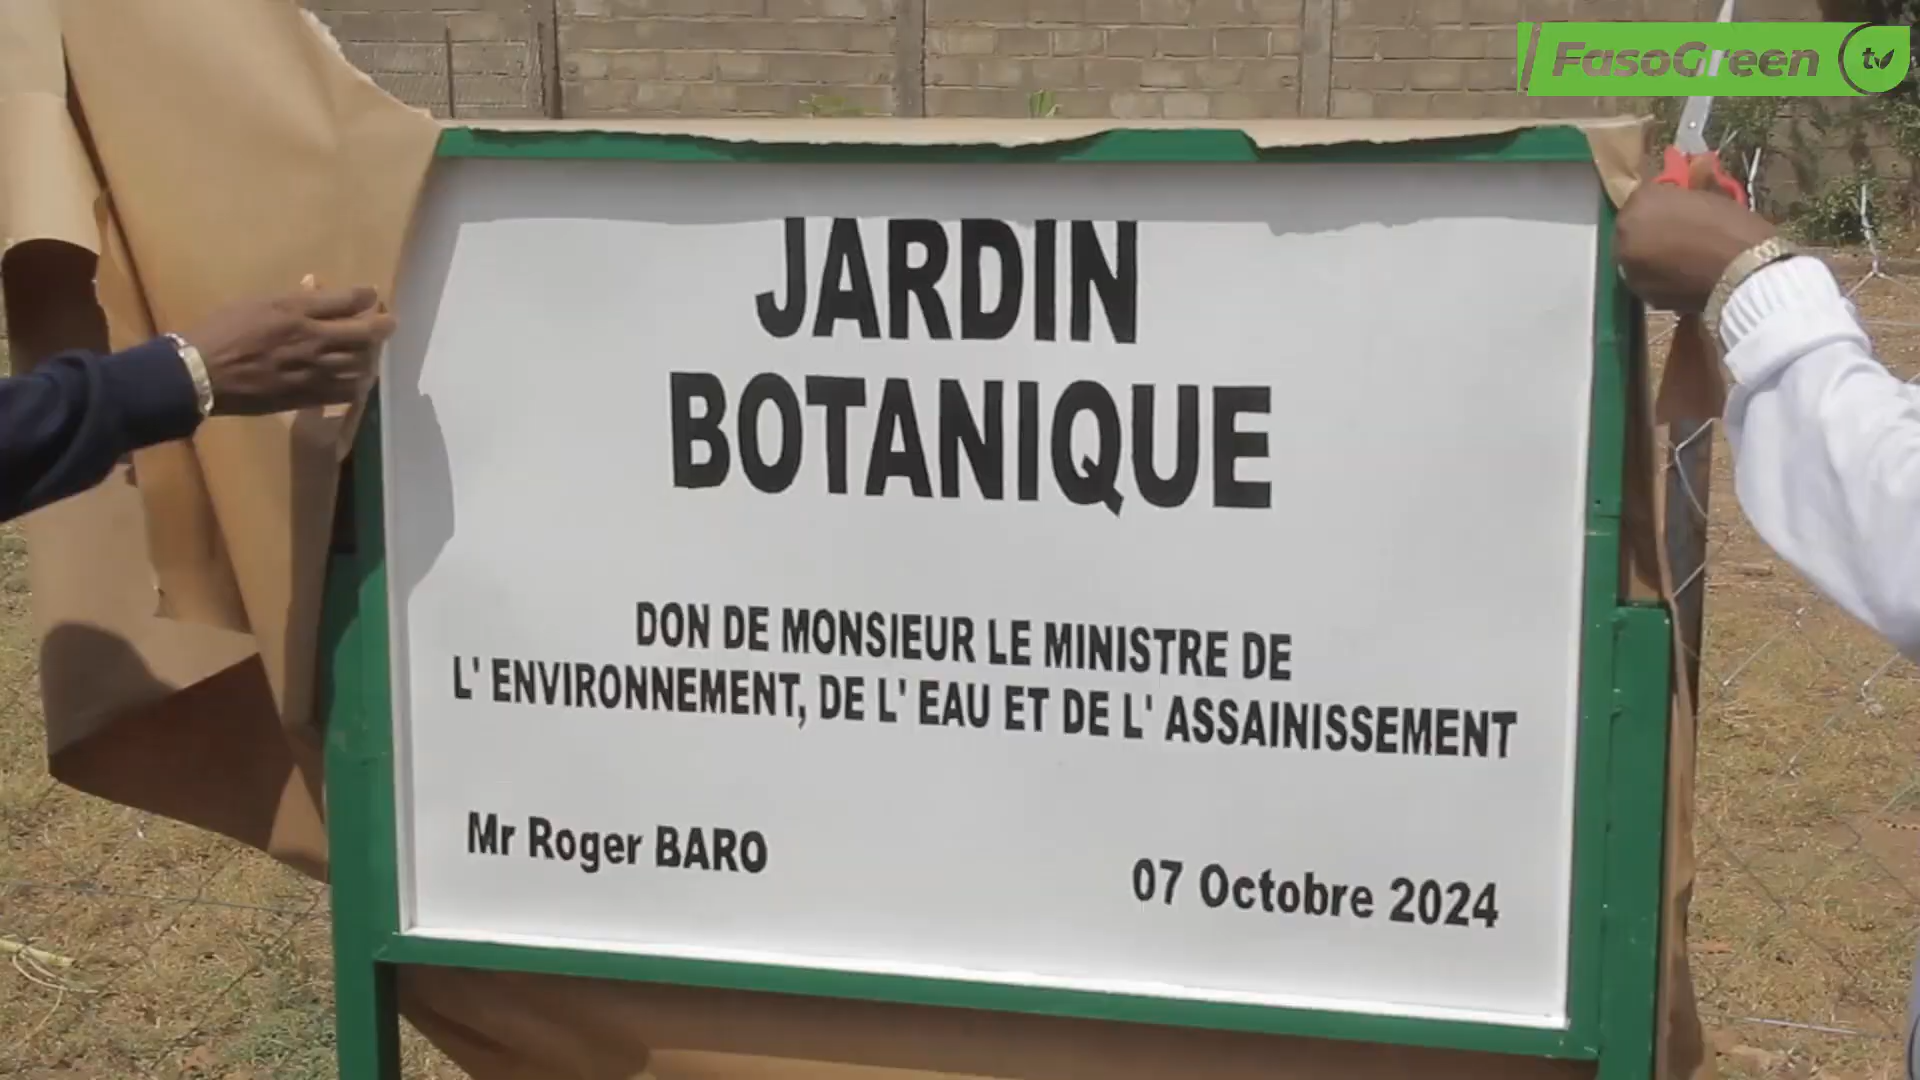 FasoGreen tv
JARDIN
BOTANIQUE
DON DE MONSIEUR LE MINISTRE DE
L' ENVIRONNEMENT, DE L' EAU ET DE L' ASSAINISSEMENT
Mr Roger BARO
07 Octobre 2024